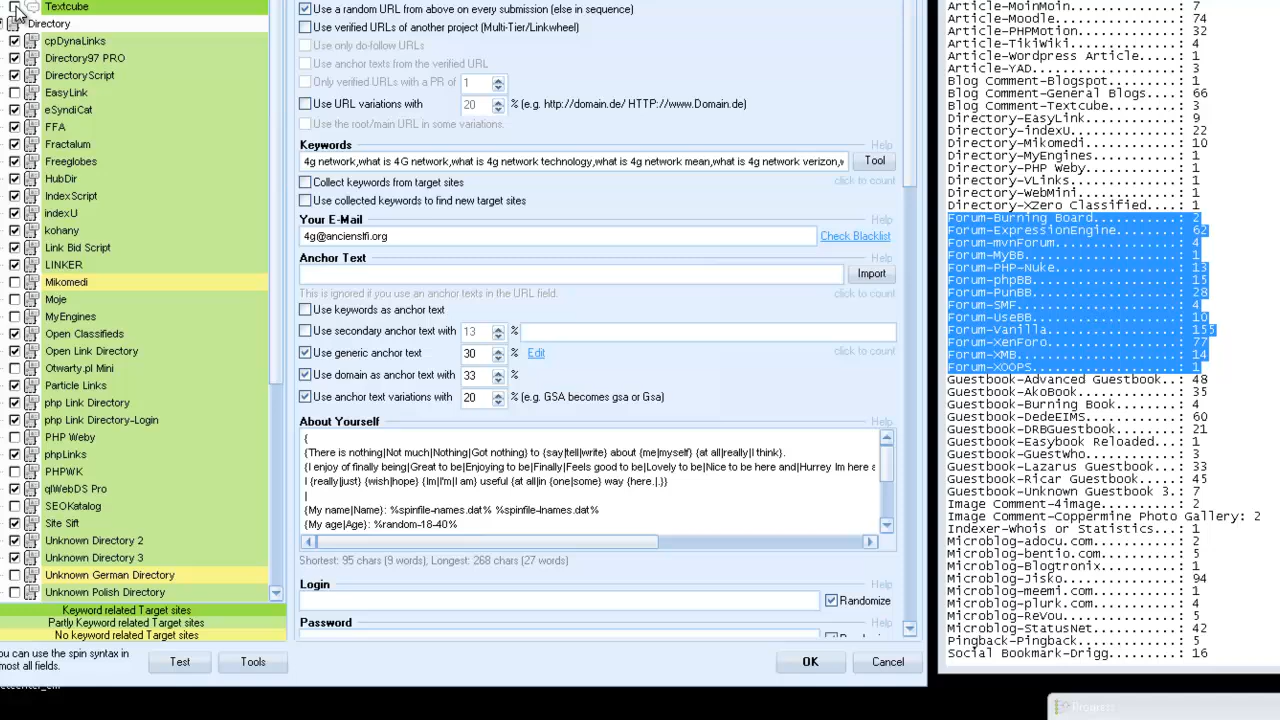 Textcube
Directory
cpDynaLinks
Directory97 PRO
DirectoryScript
EasyLink
eSyndiCat
FFA
Fractalum
Freeglobes
HubDir
IndexScript
indexU
kohany
Link Bid Script
LINKER
Mikomedi
Moje
MyEngines
Open Classifieds
Open Link Directory
Otwarty.pl Mini
Particle Links
php Link Directory
php Link Directory-Login
PHP Weby
phpLinks
PHPWK
qlWebDS Pro
SEOKatalog
Site Sift
Unknown Directory 2
Unknown Directory 3
Unknown German Directory
Unknown Polish Directory
Keyword related Target sites
Partly Keyword related Target sites
No keyword related Target sites
ou can use the spin syntax in
most all fields.
Test
Tools
Use a random URL from above on every submission (else in sequence)
Use verified URLs of another project (Multi-Tier/Linkwheel)
Use only do-follow URLs
Use anchor texts from the verified URL
Only verified URLs with a PR of 1
Use URL variations with 20 % (e.g. http://domain.de/ HTTP://www.Domain.de)
Use the root/main URL in some variations.
Keywords Help
4g network,what is 4G network,what is 4g network technology,what is 4g network mean,what is 4g network verizon,v Tool
Collect keywords from target sites click to count
Use collected keywords to find new target sites
Your E-Mail Help
4g@ancienstfi.org Check Blacklist
Anchor Text Help
Import
This is ignored if you use an anchor texts in the URL field. click to count
Use keywords as anchor text
Use secondary anchor text with 13 %
Use generic anchor text 30 % Edit click to count
Use domain as anchor text with 33 %
Use anchor text variations with 20 % (e.g. GSA becomes gsa or Gsa)
About Yourself Help
{
{There is nothing|Not much|Nothing|Got nothing} to {say|tell|write} about {me|myself} {at all|really|I think}.
{I enjoy of finally being|Great to be|Enjoying to be|Finally|Feels good to be|Lovely to be|Nice to be here and|Hurrey Im here a
I {really|just} {wish|hope} {Im|I'm|I am} useful {at all|in {one|some} way {here.|.}}
|
{My name|Name}: %spinfile-names.dat% %spinfile-lnames.dat%
{My age|Age}: %random-18-40%
Shortest: 95 chars (9 words), Longest: 268 chars (27 words)
Login Help
Randomize
Password Help
OK
Cancel
Article-MoinMoin............: 7
Article-Moodle..............: 74
Article-PHPMotion...........: 32
Article-TikiWiki............: 4
Article-Wordpress Article.....: 1
Article-YAD.................: 3
Blog Comment-Blogspot.......: 1
Blog Comment-General Blogs....: 66
Blog Comment-Textcube.......: 3
Directory-EasyLink..........: 9
Directory-indexU............: 22
Directory-Mikomedi..........: 10
Directory-MyEngines.........: 1
Directory-PHP Weby..........: 1
Directory-VLinks............: 1
Directory-WebMini...........: 1
Directory-XZero Classified....: 1
Forum-Burning Board.........: 2
Forum-ExpressionEngine......: 62
Forum-mvnForum..............: 4
Forum-MyBB..................: 1
Forum-PHP-Nuke..............: 13
Forum-phpBB.................: 15
Forum-PunBB.................: 28
Forum-SMF...................: 4
Forum-UseBB.................: 10
Forum-Vanilla...............: 155
Forum-XenForo...............: 77
Forum-XMB...................: 14
Forum-XOOPS.................: 1
Guestbook-Advanced Guestbook..: 48
Guestbook-AkoBook...........: 35
Guestbook-Burning Book......: 4
Guestbook-DedeEIMS..........: 60
Guestbook-DRBGuestbook......: 21
Guestbook-Easybook Reloaded...: 1
Guestbook-GuestWho..........: 3
Guestbook-Lazarus Guestbook...: 33
Guestbook-Ricar Guestbook.....: 45
Guestbook-Unknown Guestbook 3.: 7
Image Comment-4image........: 2
Image Comment-Coppermine Photo Gallery: 2
Indexer-Whois or Statistics...: 1
Microblog-adocu.com.........: 2
Microblog-bentio.com........: 5
Microblog-Blogtronix........: 1
Microblog-Jisko.............: 94
Microblog-meemi.com.........: 1
Microblog-plurk.com.........: 4
Microblog-ReVou.............: 5
Microblog-StatusNet.........: 42
Pingback-Pingback...........: 5
Social Bookmark-Drigg.......: 16
Progress